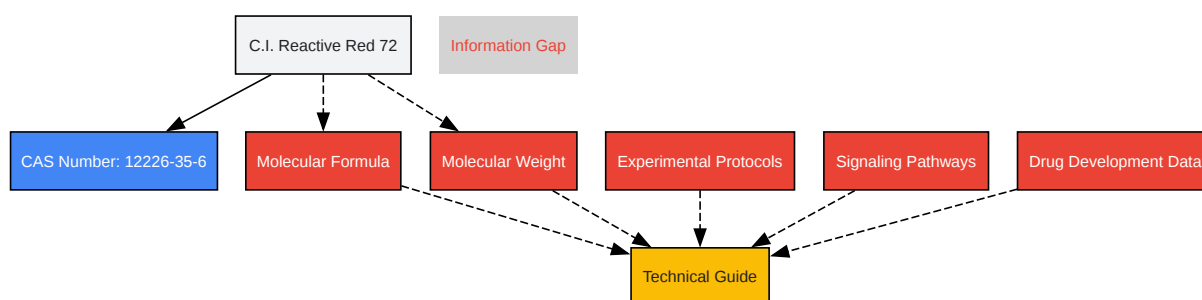 C.I. Reactive Red 72
Information Gap
CAS Number: 12226-35-6
Molecular Formula
Molecular Weight
Experimental Protocols
Signaling Pathways
Drug Development Data
Technical Guide